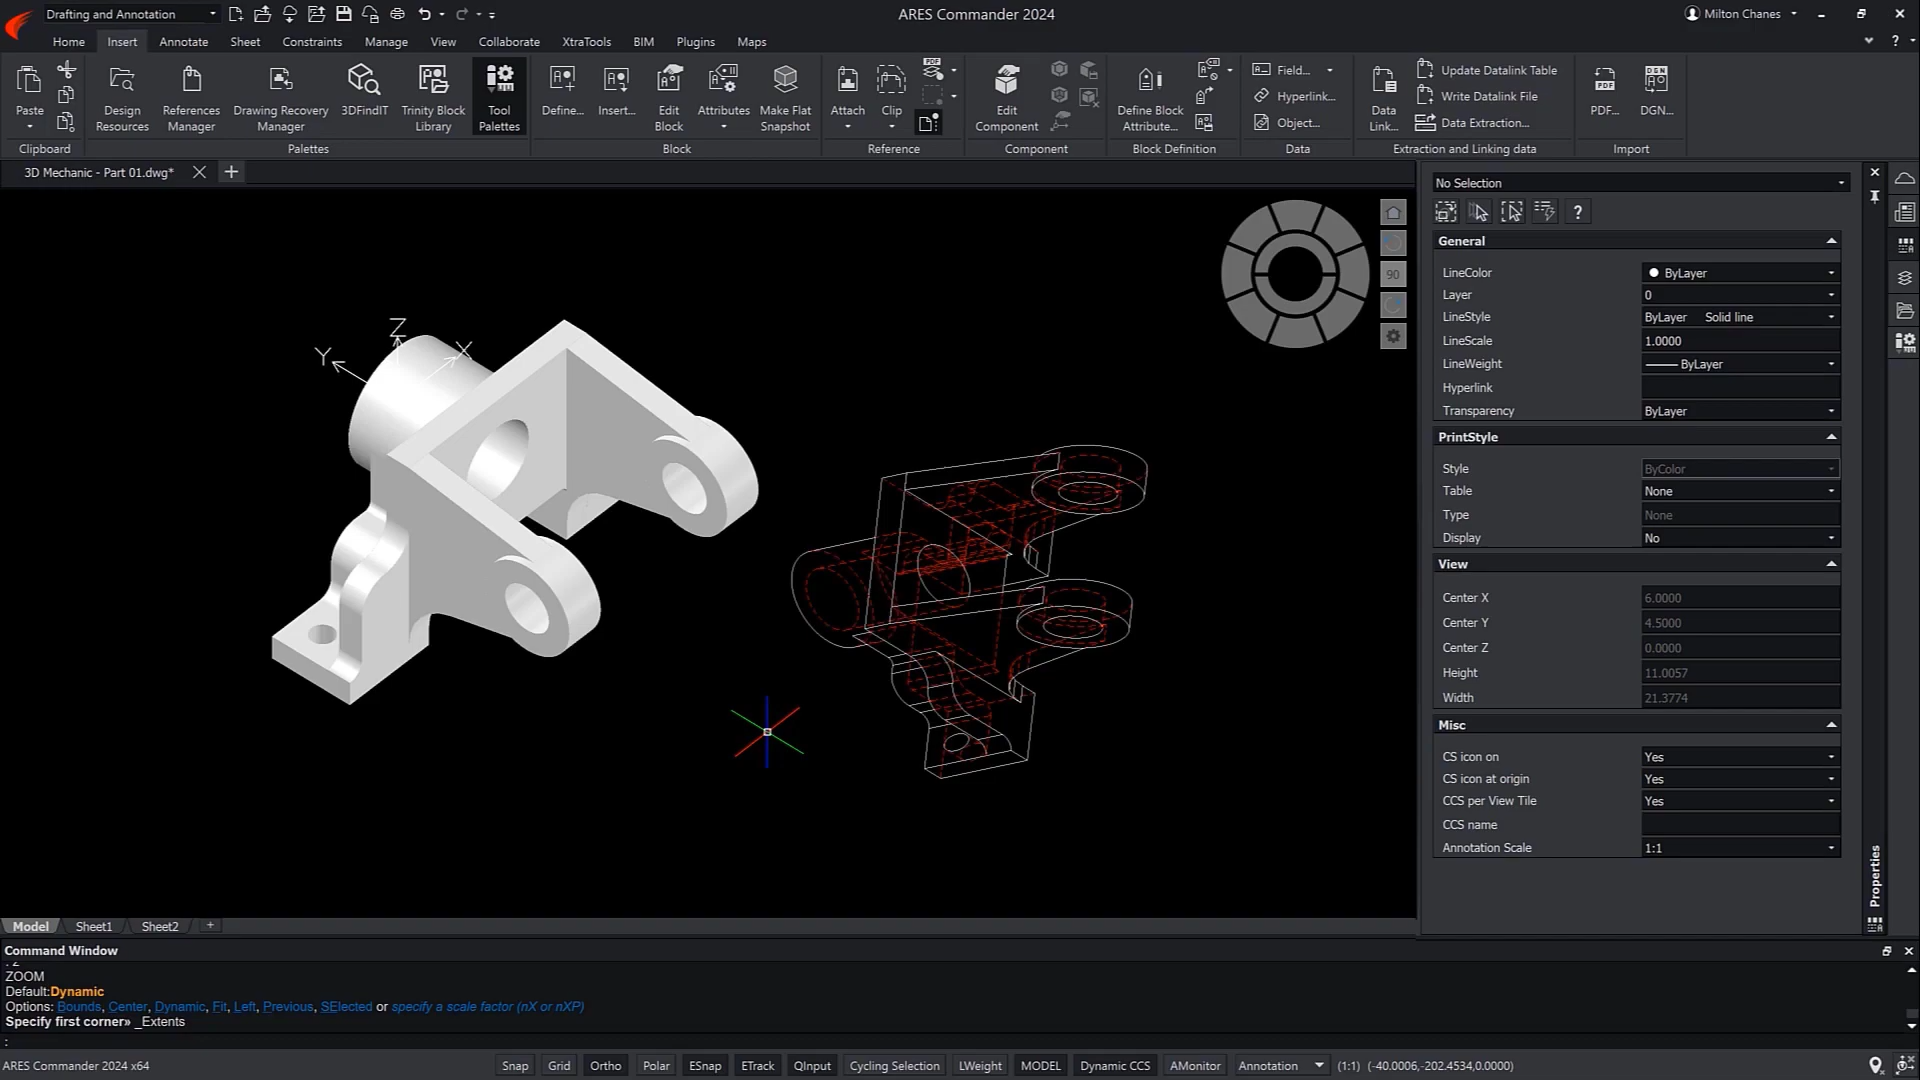 Drafting and Annotation
ARES Commander 2024
Milton Chanes
Home Insert Annotate Sheet Constraints Manage View Collaborate XtraTools BIM Plugins Maps
?
Paste
Design Resources
References Manager
Drawing Recovery Manager
3DFindIT
Trinity Block Library
Tool Palettes
Define...
Insert...
Edit Block
Attributes
Make Flat Snapshot
Attach
Clip
PDF
Edit Component
Define Block Attribute...
Field...
Hyperlink...
Object...
Data Link...
Update Datalink Table
Write Datalink File
Data Extraction...
PDF
PDF...
DGN
DGN...
Clipboard Palettes Block Reference Component Block Definition Data Extraction and Linking data Import
3D Mechanic - Part 01.dwg*
No Selection
?
General
LineColor ByLayer
Layer 0
LineStyle ByLayer Solid line
LineScale 1.0000
LineWeight ByLayer
Hyperlink
Transparency ByLayer
PrintStyle
Style ByColor
Table None
Type None
Display No
View
Center X 6.0000
Center Y 4.5000
Center Z 0.0000
Height 11.0057
Width 21.3774
Misc
CS icon on Yes
CS icon at origin Yes
CCS per View Tile Yes
CCS name
Annotation Scale 1:1
Properties
90
Z
Y
X
Model Sheet1 Sheet2 +
Command Window
: Z
ZOOM
Default:Dynamic
Options: Bounds, Center, Dynamic, Fit, Left, Previous, SElected or specify a scale factor (nX or nXP)
Specify first corner» _Extents
:
ARES Commander 2024 x64
Snap Grid Ortho Polar ESnap ETrack QInput Cycling Selection LWeight MODEL Dynamic CCS AMonitor Annotation (1:1) (-40.0006,-202.4534,0.0000)